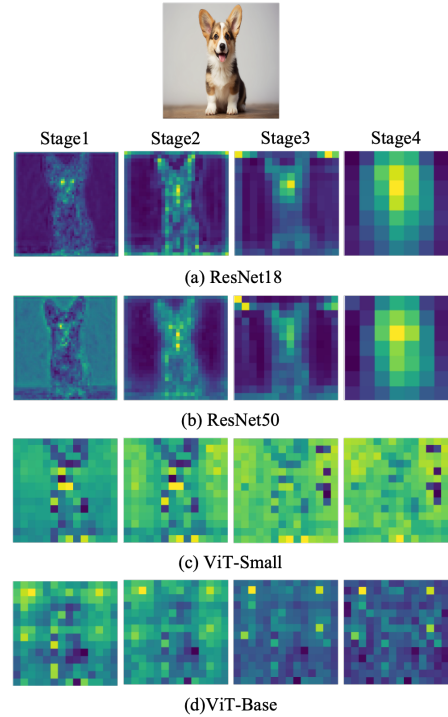 Stage1 Stage2 Stage3 Stage4
(a) ResNet18
(b) ResNet50
(c) ViT-Small
(d)ViT-Base